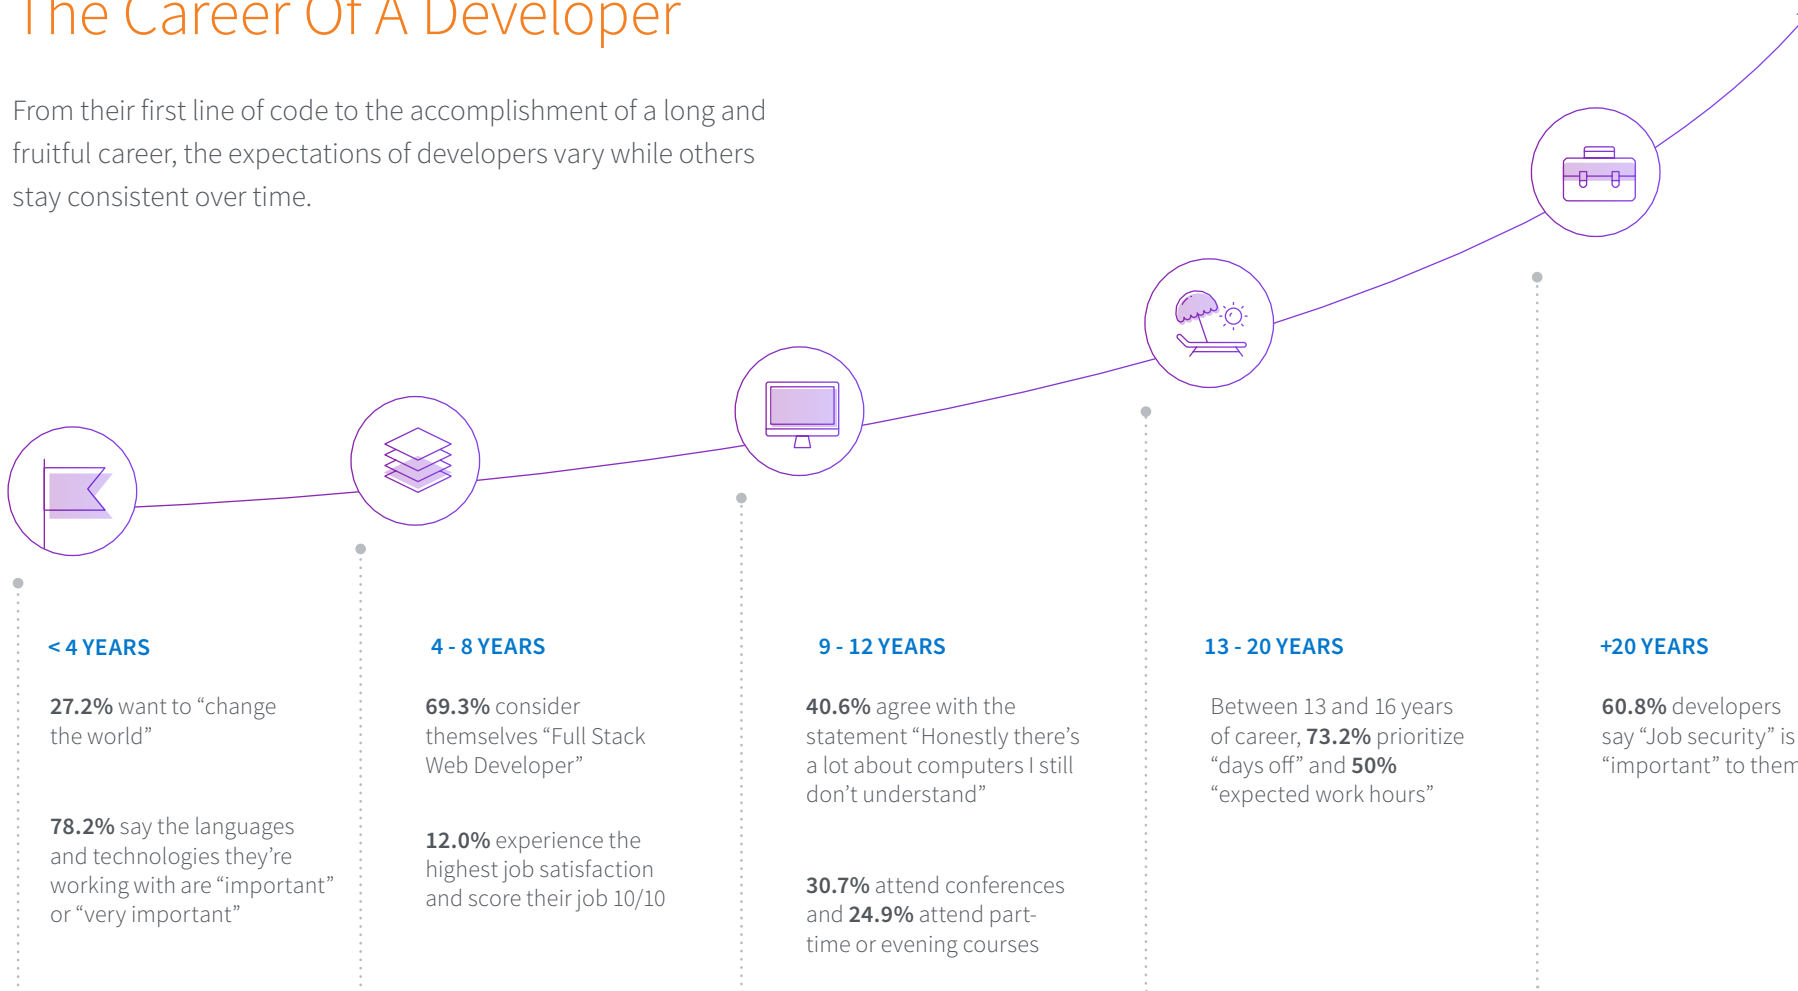 The Career Of A Developer
From their first line of code to the accomplishment of a long and
fruitful career, the expectations of developers vary while others
stay consistent over time.
< 4 YEARS
27.2% want to “change
the world”
78.2% say the languages
and technologies they’re
working with are “important”
or “very important”
4 - 8 YEARS
69.3% consider
themselves “Full Stack
Web Developer”
12.0% experience the
highest job satisfaction
and score their job 10/10
9 - 12 YEARS
40.6% agree with the
statement “Honestly there’s
a lot about computers I still
don’t understand”
30.7% attend conferences
and 24.9% attend part-
time or evening courses
13 - 20 YEARS
Between 13 and 16 years
of career, 73.2% prioritize
“days off” and 50%
“expected work hours”
+20 YEARS
60.8% developers
say “Job security” is
“important” to them